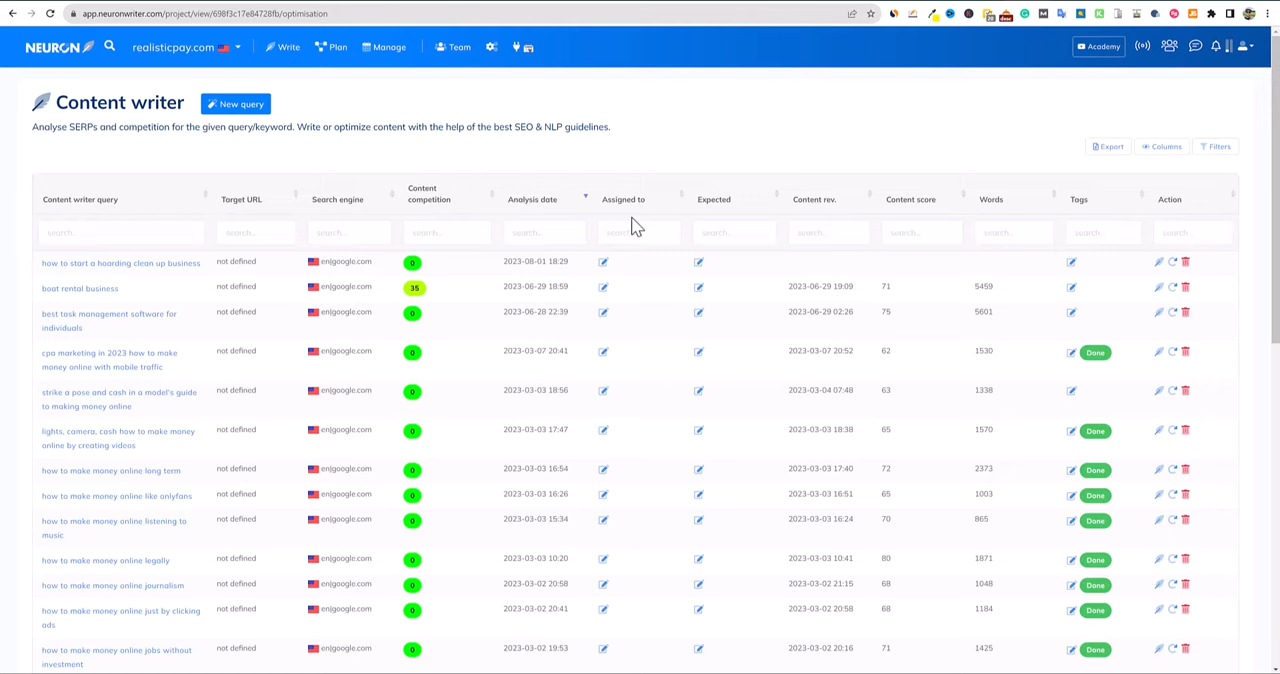 app.neuronwriter.com/project/view/698f3c17e84728fb/optimisation
NEURON realisticpay.com Write Plan Manage Team Academy
Content writer New query
Analyse SERPs and competition for the given query/keyword. Write or optimize content with the help of the best SEO & NLP guidelines.
Export Columns Filters
Content writer query Target URL Search engine Content competition Analysis date Assigned to Expected Content rev. Content score Words Tags Action
search... search... search... search... search... search... search... search... search... search... search... search...
how to start a hoarding clean up business not defined en|google.com 0 2023-08-01 18:29
boat rental business not defined en|google.com 35 2023-06-29 18:59 2023-06-29 19:09 71 5459
best task management software for individuals not defined en|google.com 0 2023-06-28 22:39 2023-06-29 02:26 75 5601
cpa marketing in 2023 how to make money online with mobile traffic not defined en|google.com 0 2023-03-07 20:41 2023-03-07 20:52 62 1530 Done
strike a pose and cash in a model's guide to making money online not defined en|google.com 0 2023-03-03 18:56 2023-03-04 07:48 63 1338
lights, camera, cash how to make money online by creating videos not defined en|google.com 0 2023-03-03 17:47 2023-03-03 18:38 65 1570 Done
how to make money online long term not defined en|google.com 0 2023-03-03 16:54 2023-03-03 17:40 72 2373 Done
how to make money online like onlyfans not defined en|google.com 0 2023-03-03 16:26 2023-03-03 16:51 65 1003 Done
how to make money online listening to music not defined en|google.com 0 2023-03-03 15:34 2023-03-03 16:24 70 865 Done
how to make money online legally not defined en|google.com 0 2023-03-03 10:20 2023-03-03 10:41 80 1871 Done
how to make money online journalism not defined en|google.com 0 2023-03-02 20:58 2023-03-02 21:15 68 1048 Done
how to make money online just by clicking ads not defined en|google.com 0 2023-03-02 20:41 2023-03-02 20:58 68 1184 Done
how to make money online jobs without investment not defined en|google.com 0 2023-03-02 19:53 2023-03-02 20:16 71 1425 Done